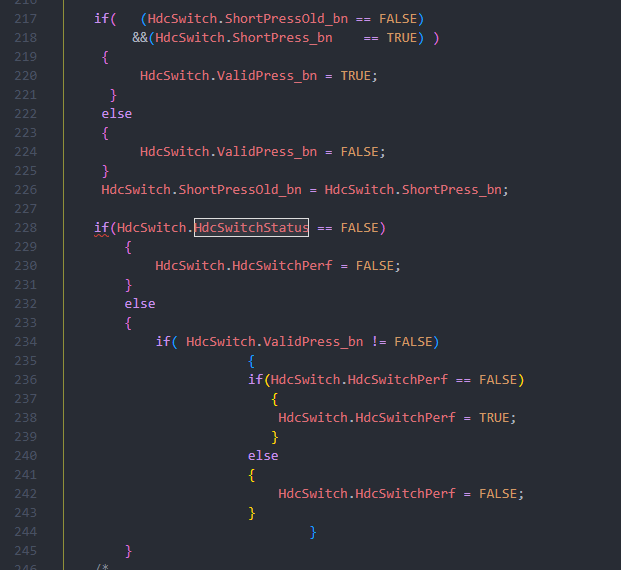 217 if(   (HdcSwitch.ShortPressOld_bn == FALSE)
218      &&(HdcSwitch.ShortPress_bn    == TRUE) )
219  {
220       HdcSwitch.ValidPress_bn = TRUE;
221   }
222  else
223  {
224       HdcSwitch.ValidPress_bn = FALSE;
225  }
226  HdcSwitch.ShortPressOld_bn = HdcSwitch.ShortPress_bn;
227
228 if(HdcSwitch.HdcSwitchStatus == FALSE)
229     {
230         HdcSwitch.HdcSwitchPerf = FALSE;
231     }
232     else
233     {
234         if( HdcSwitch.ValidPress_bn != FALSE)
235                     {
236                     if(HdcSwitch.HdcSwitchPerf == FALSE)
237                        {
238                         HdcSwitch.HdcSwitchPerf = TRUE;
239                        }
240                     else
241                     {
242                         HdcSwitch.HdcSwitchPerf = FALSE;
243                     }
244                             }
245     }
246 /*